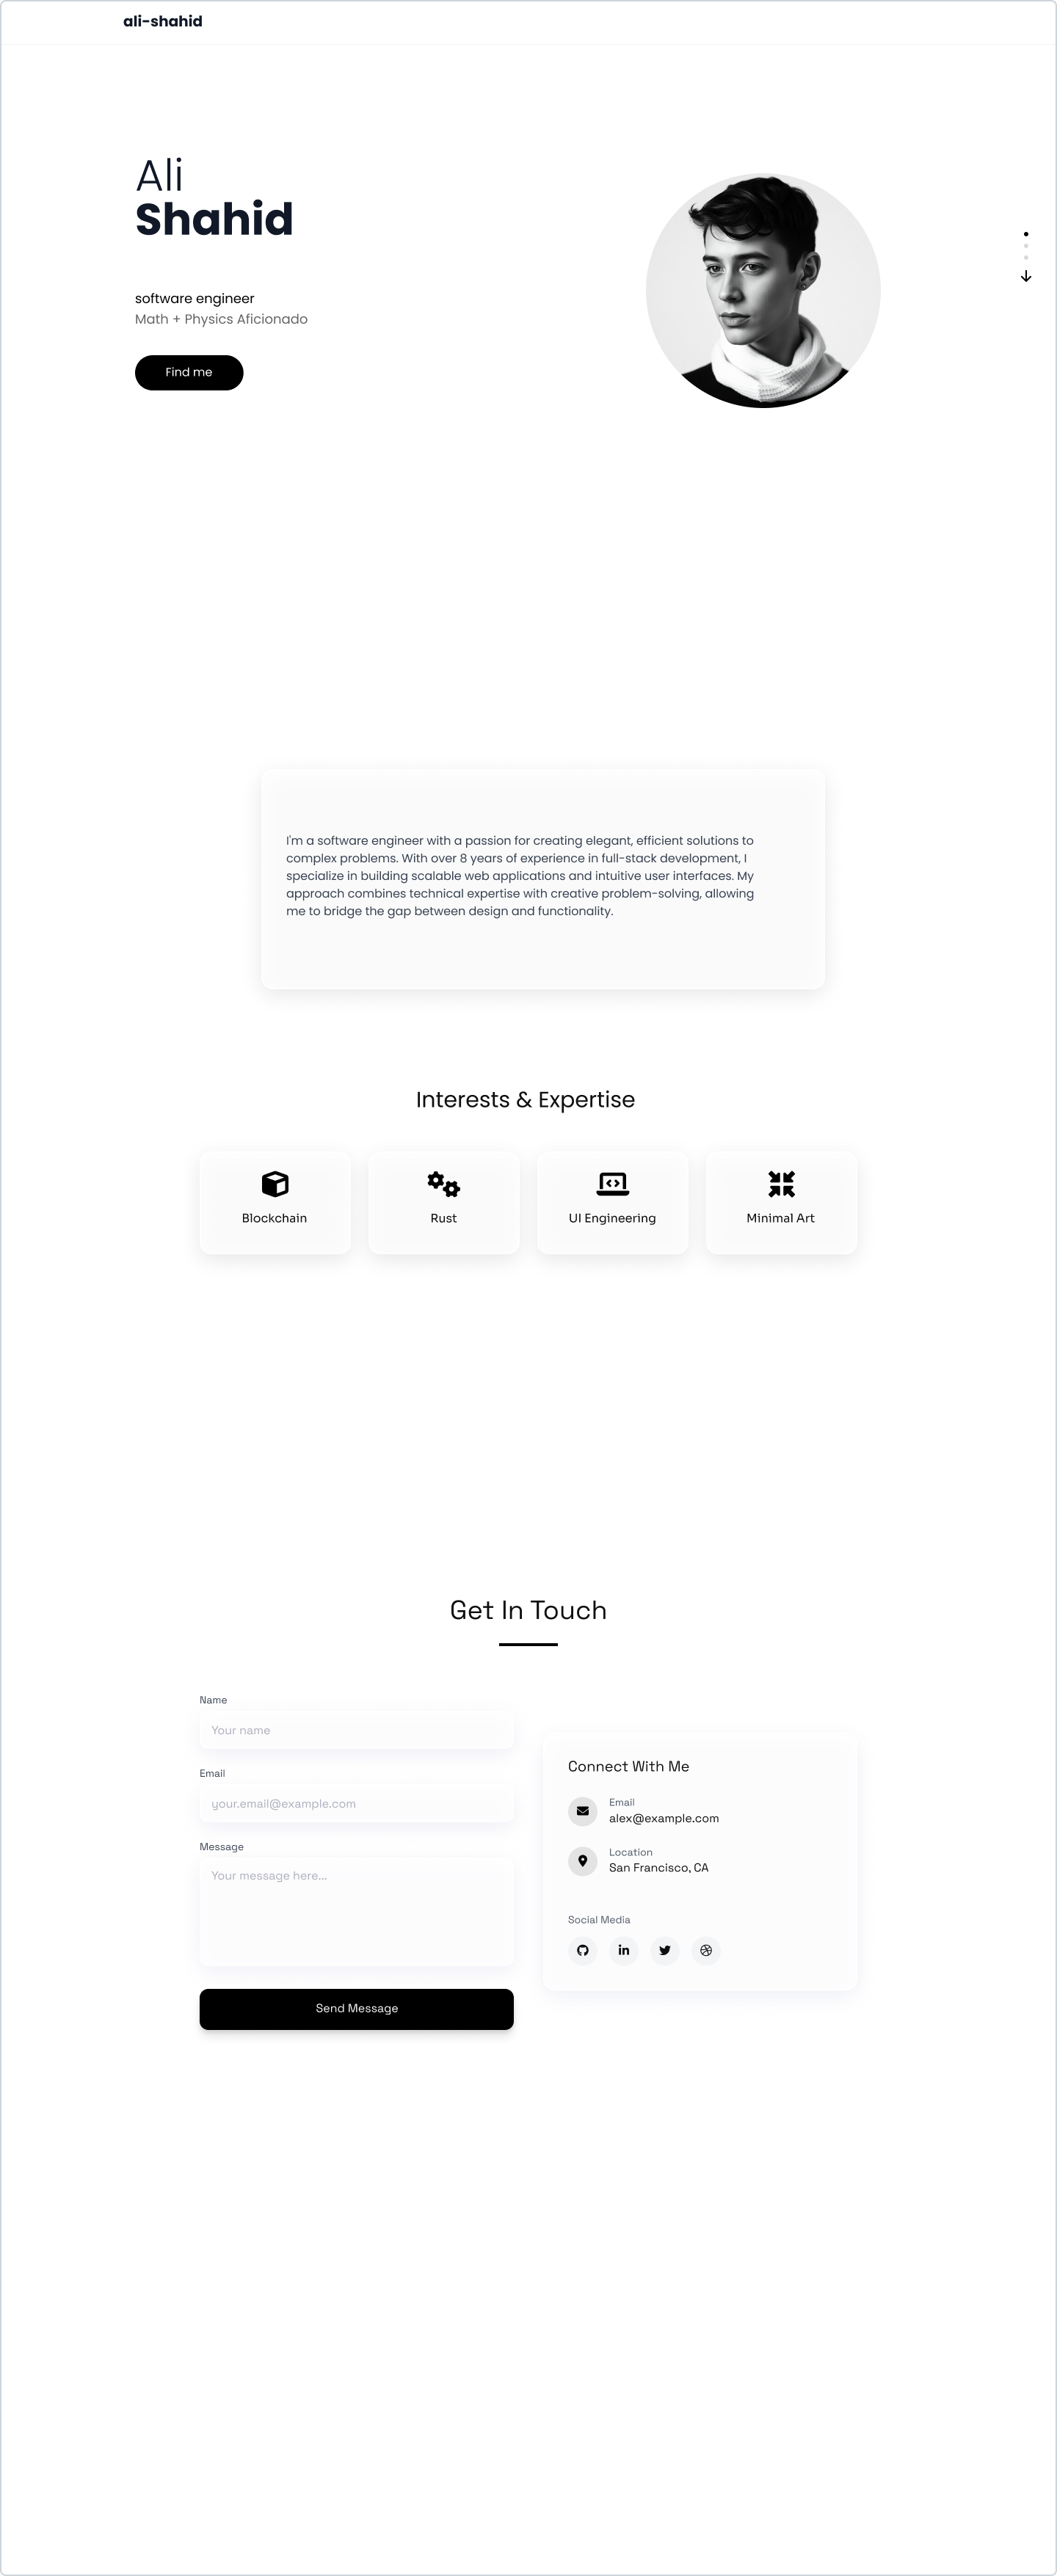 ali-shahid
Ali
Shahid
software engineer
Math + Physics Aficionado
Find me
I'm a software engineer with a passion for creating elegant, efficient solutions to
complex problems. With over 8 years of experience in full-stack development, I
specialize in building scalable web applications and intuitive user interfaces. My
approach combines technical expertise with creative problem-solving, allowing
me to bridge the gap between design and functionality.
Interests & Expertise
Blockchain
Rust
UI Engineering
Minimal Art
Get In Touch
Name
Your name
Email
your.email@example.com
Message
Your message here...
Send Message
Connect With Me
Email
alex@example.com
Location
San Francisco, CA
Social Media